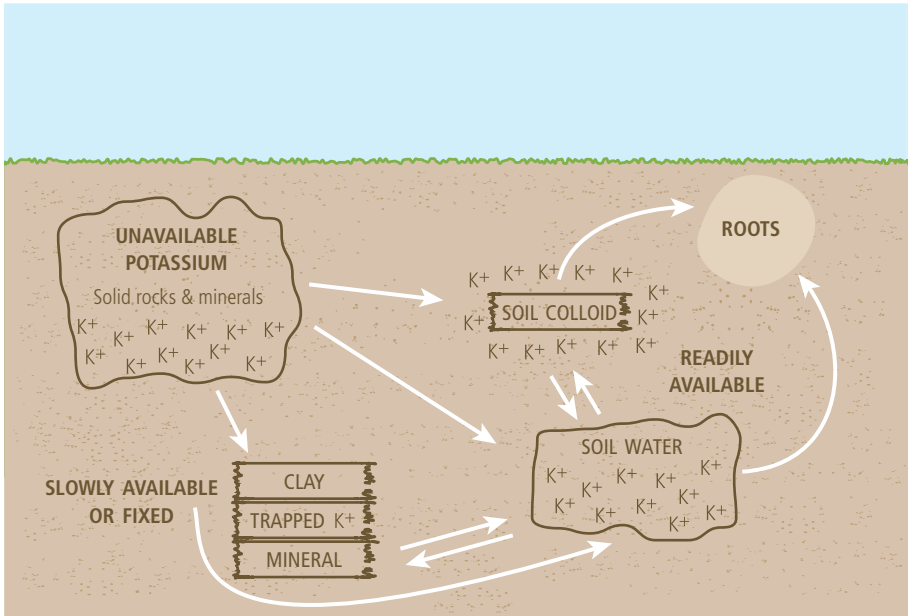 UNAVAILABLE
POTASSIUM
Solid rocks & minerals
K+ K+ K+ K+ K+ K+
K+ K+ K+ K+ K+
ROOTS
K+ K+ K+ K+ K+ K+
K+ SOIL COLLOID K+
K+ K+ K+ K+ K+
READILY
AVAILABLE
SOIL WATER
K+ K+ K+ K+ K+
K+ K+ K+ K+
K+ K+
SLOWLY AVAILABLE
OR FIXED
CLAY
TRAPPED K+
MINERAL